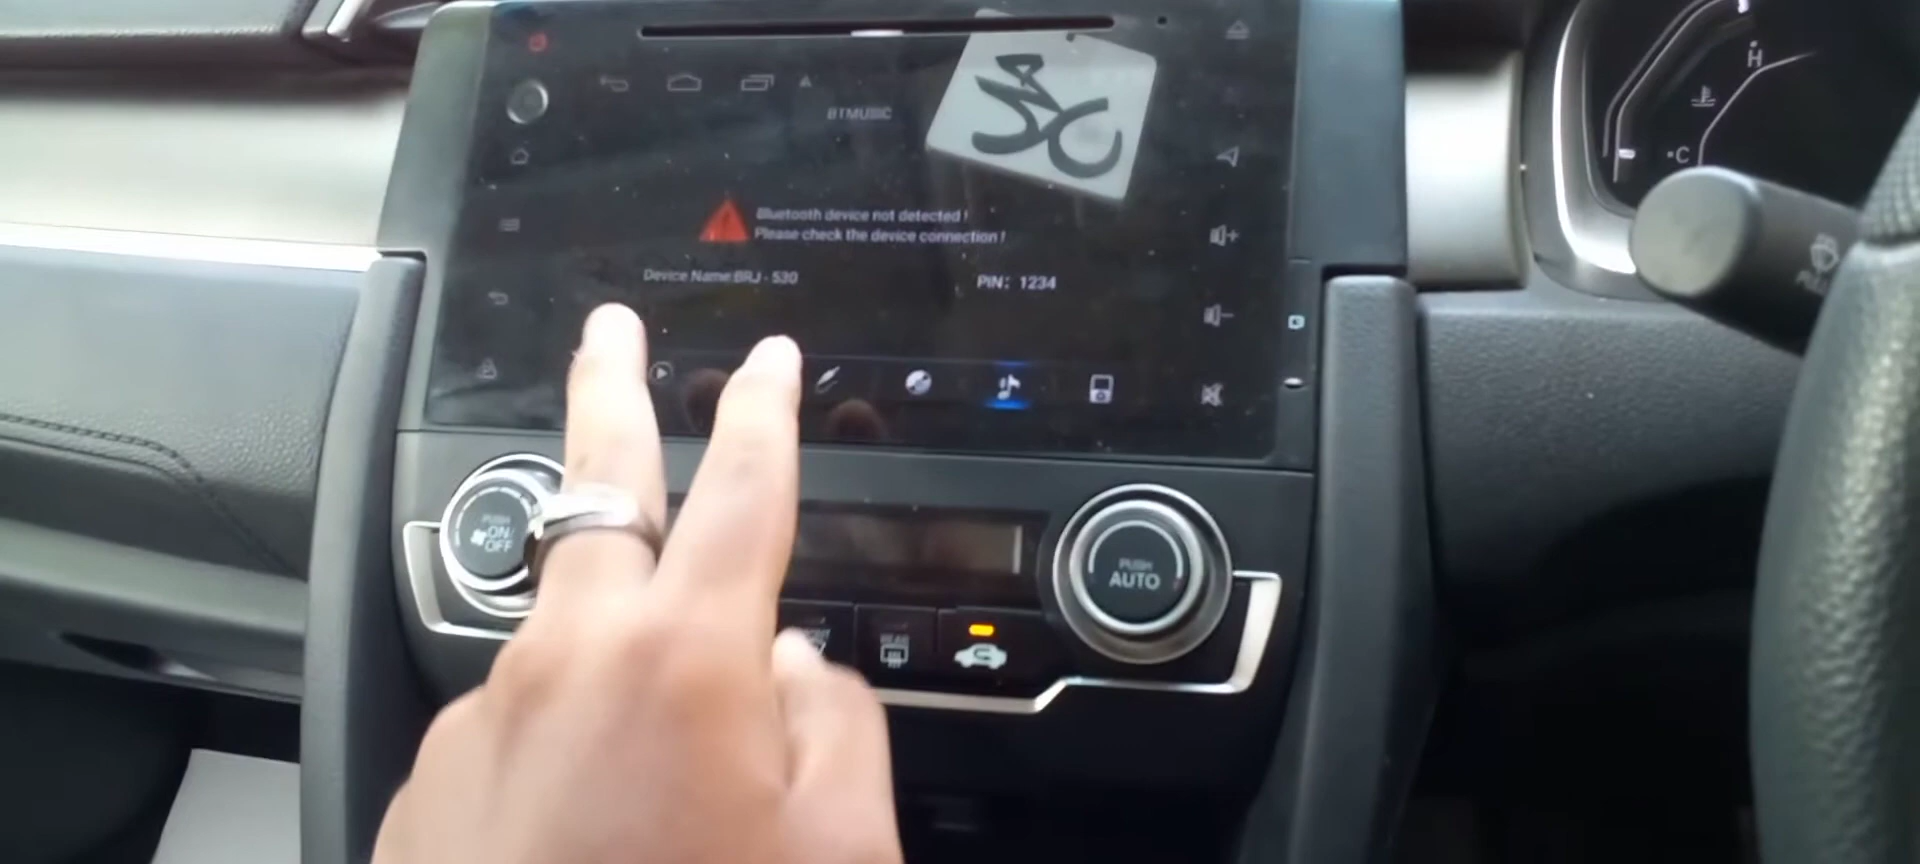 BTMUSIC
Bluetooth device not detected !
Please check the device connection !
Device Name:BRJ - 530
PIN: 1234
H
C
PUSH
ON/
OFF
PUSH
AUTO
REAR